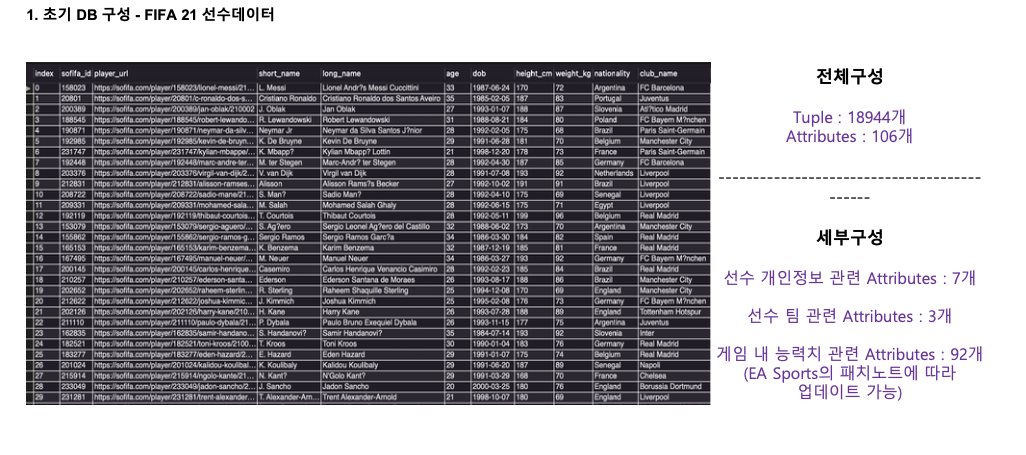 1. 초기 DB 구성 - FIFA 21 선수데이터
index sofifa_id player_url short_name long_name age dob height_cm weight_kg nationality club_name
0 158023 https://sofifa.com/player/158023/lionel-messi/21... L. Messi Lionel Andr?s Messi Cuccittini 33 1987-06-24 170 72 Argentina FC Barcelona
1 20801 https://sofifa.com/player/20801/c-ronaldo-dos-s... Cristiano Ronaldo Cristiano Ronaldo dos Santos Aveiro 35 1985-02-05 187 83 Portugal Juventus
2 200389 https://sofifa.com/player/200389/jan-oblak/210002 J. Oblak Jan Oblak 27 1993-01-07 188 87 Slovenia Atl?tico Madrid
3 188545 https://sofifa.com/player/188545/robert-lewando... R. Lewandowski Robert Lewandowski 31 1988-08-21 184 80 Poland FC Bayern M?nchen
4 190871 https://sofifa.com/player/190871/neymar-da-silv... Neymar Jr Neymar da Silva Santos J?nior 28 1992-02-05 175 68 Brazil Paris Saint-Germain
5 192985 https://sofifa.com/player/192985/kevin-de-bruyn... K. De Bruyne Kevin De Bruyne 29 1991-06-28 181 70 Belgium Manchester City
6 231747 https://sofifa.com/player/231747/kylian-mbappe/... K. Mbapp? Kylian Mbapp? Lottin 21 1998-12-20 178 73 France Paris Saint-Germain
7 192448 https://sofifa.com/player/192448/marc-andre-ter... M. ter Stegen Marc-Andr? ter Stegen 28 1992-04-30 187 85 Germany FC Barcelona
8 203376 https://sofifa.com/player/203376/virgil-van-dijk/2... V. van Dijk Virgil van Dijk 28 1991-07-08 193 92 Netherlands Liverpool
9 212831 https://sofifa.com/player/212831/alisson-ramses... Alisson Alisson Rams?s Becker 27 1992-10-02 191 91 Brazil Liverpool
10 208722 https://sofifa.com/player/208722/sadio-mane/21... S. Man? Sadio Man? 28 1992-04-10 175 69 Senegal Liverpool
11 209331 https://sofifa.com/player/209331/mohamed-sala... M. Salah Mohamed Salah Ghaly 28 1992-06-15 175 71 Egypt Liverpool
12 192119 https://sofifa.com/player/192119/thibaut-courtois... T. Courtois Thibaut Courtois 28 1992-05-11 199 96 Belgium Real Madrid
13 153079 https://sofifa.com/player/153079/sergio-aguero/... S. Ag?ero Sergio Leonel Ag?ero del Castillo 32 1988-06-02 173 70 Argentina Manchester City
14 155862 https://sofifa.com/player/155862/sergio-ramos-g... Sergio Ramos Sergio Ramos Garc?a 34 1986-03-30 184 82 Spain Real Madrid
15 165153 https://sofifa.com/player/165153/karim-benzema... K. Benzema Karim Benzema 32 1987-12-19 185 81 France Real Madrid
16 167495 https://sofifa.com/player/167495/manuel-neuer/... M. Neuer Manuel Neuer 34 1986-03-27 193 92 Germany FC Bayern M?nchen
17 200145 https://sofifa.com/player/200145/carlos-henrique... Casemiro Carlos Henrique Venancio Casimiro 28 1992-02-23 185 84 Brazil Real Madrid
18 210257 https://sofifa.com/player/210257/ederson-santa... Ederson Ederson Santana de Moraes 26 1993-08-17 188 86 Brazil Manchester City
19 202652 https://sofifa.com/player/202652/raheem-sterlin... R. Sterling Raheem Shaquille Sterling 25 1994-12-08 170 69 England Manchester City
20 212622 https://sofifa.com/player/212622/joshua-kimmic... J. Kimmich Joshua Kimmich 25 1995-02-08 176 73 Germany FC Bayern M?nchen
21 202126 https://sofifa.com/player/202126/harry-kane/210... H. Kane Harry Kane 26 1993-07-28 188 89 England Tottenham Hotspur
22 211110 https://sofifa.com/player/211110/paulo-dybala/21... P. Dybala Paulo Bruno Exequiel Dybala 26 1993-11-15 177 75 Argentina Juventus
23 162835 https://sofifa.com/player/162835/samir-handano... S. Handanovi? Samir Handanovi? 35 1984-07-14 193 92 Slovenia Inter
24 182521 https://sofifa.com/player/182521/toni-kroos/2100... T. Kroos Toni Kroos 30 1990-01-04 183 76 Germany Real Madrid
25 183277 https://sofifa.com/player/183277/eden-hazard/2... E. Hazard Eden Hazard 29 1991-01-07 175 74 Belgium Real Madrid
26 201024 https://sofifa.com/player/201024/kalidou-koulibal... K. Koulibaly Kalidou Koulibaly 29 1991-06-20 187 89 Senegal Napoli
27 215914 https://sofifa.com/player/215914/ngolo-kante/21... N. Kant? N'Golo Kant? 29 1991-03-29 168 70 France Chelsea
28 233049 https://sofifa.com/player/233049/jadon-sancho/2... J. Sancho Jadon Sancho 20 2000-03-25 180 76 England Borussia Dortmund
29 231281 https://sofifa.com/player/231281/trent-alexander... T. Alexander-Arn... Trent Alexander-Arnold 21 1998-10-07 180 69 England Liverpool
전체구성
Tuple : 18944개
Attributes : 106개
--------------------------------------
------
세부구성
선수 개인정보 관련 Attributes : 7개
선수 팀 관련 Attributes : 3개
게임 내 능력치 관련 Attributes : 92개
(EA Sports의 패치노트에 따라
업데이트 가능)